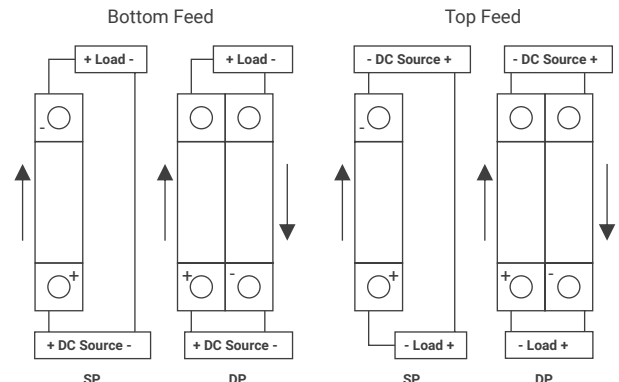 Bottom Feed Top Feed
+ Load - + Load - - DC Source + - DC Source +
- -
+ + - + + -
+ DC Source - + DC Source - - Load + - Load +
SP DP SP DP